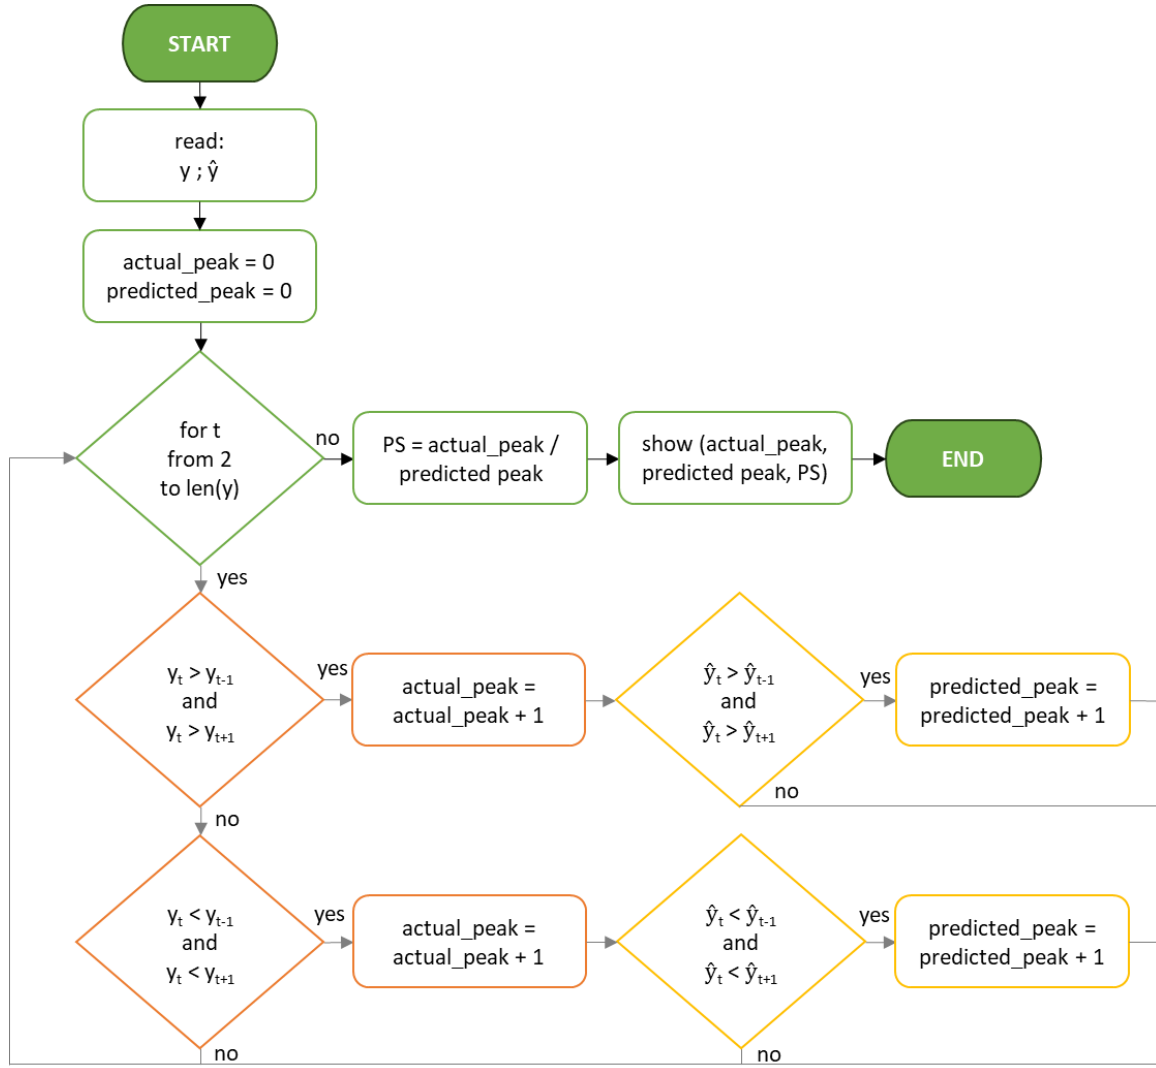 START
read:
y ; ŷ
actual_peak = 0
predicted_peak = 0
for t
from 2
to len(y)
no
PS = actual_peak /
predicted peak
show (actual_peak,
predicted peak, PS)
END
yes
yₜ > yₜ₋₁
and
yₜ > yₜ₊₁
yes
actual_peak =
actual_peak + 1
ŷₜ > ŷₜ₋₁
and
ŷₜ > ŷₜ₊₁
yes
predicted_peak =
predicted_peak + 1
no
no
yₜ < yₜ₋₁
and
yₜ < yₜ₊₁
yes
actual_peak =
actual_peak + 1
ŷₜ < ŷₜ₋₁
and
ŷₜ < ŷₜ₊₁
yes
predicted_peak =
predicted_peak + 1
no
no